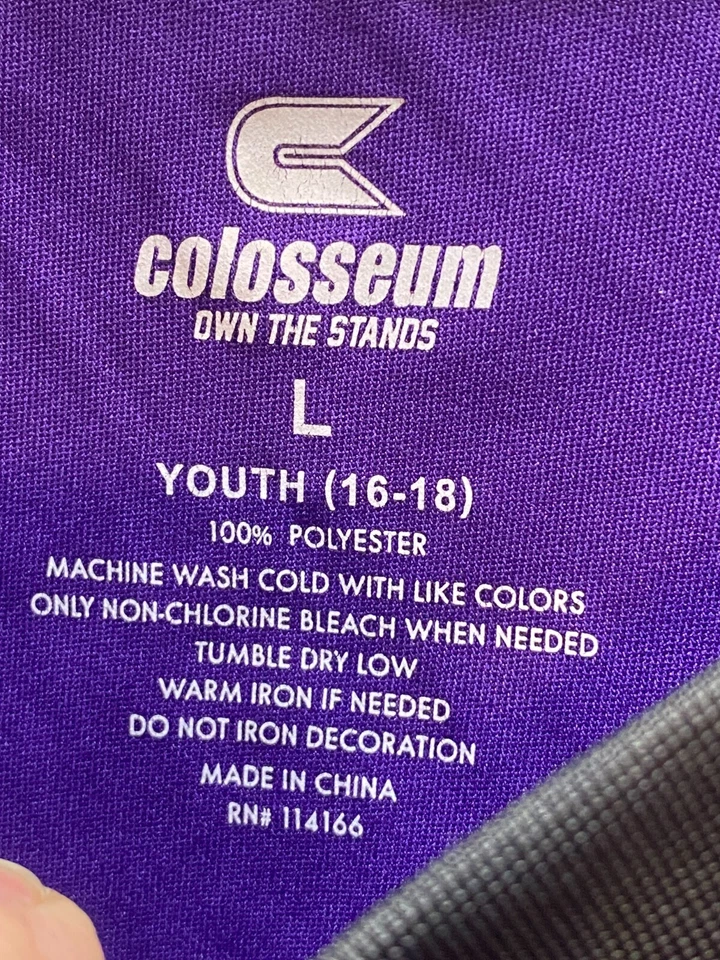 colosseum
OWN THE STANDS
L
YOUTH (16-18)
100% POLYESTER
MACHINE WASH COLD WITH LIKE COLORS
ONLY NON-CHLORINE BLEACH WHEN NEEDED
TUMBLE DRY LOW
WARM IRON IF NEEDED
DO NOT IRON DECORATION
MADE IN CHINA
RN# 114166